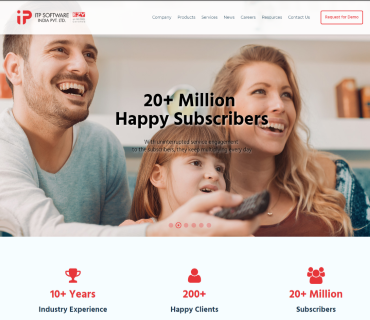 ITP SOFTWARE
INDIA PVT. LTD.
Company Products Services News Careers Resources Contact Us Request for Demo
20+ Million
Happy Subscribers
With uninterrupted service engagement
to the subscribers they keep
every day
10+ Years
200+
20+ Million
Industry Experience
Happy Clients
Subscribers